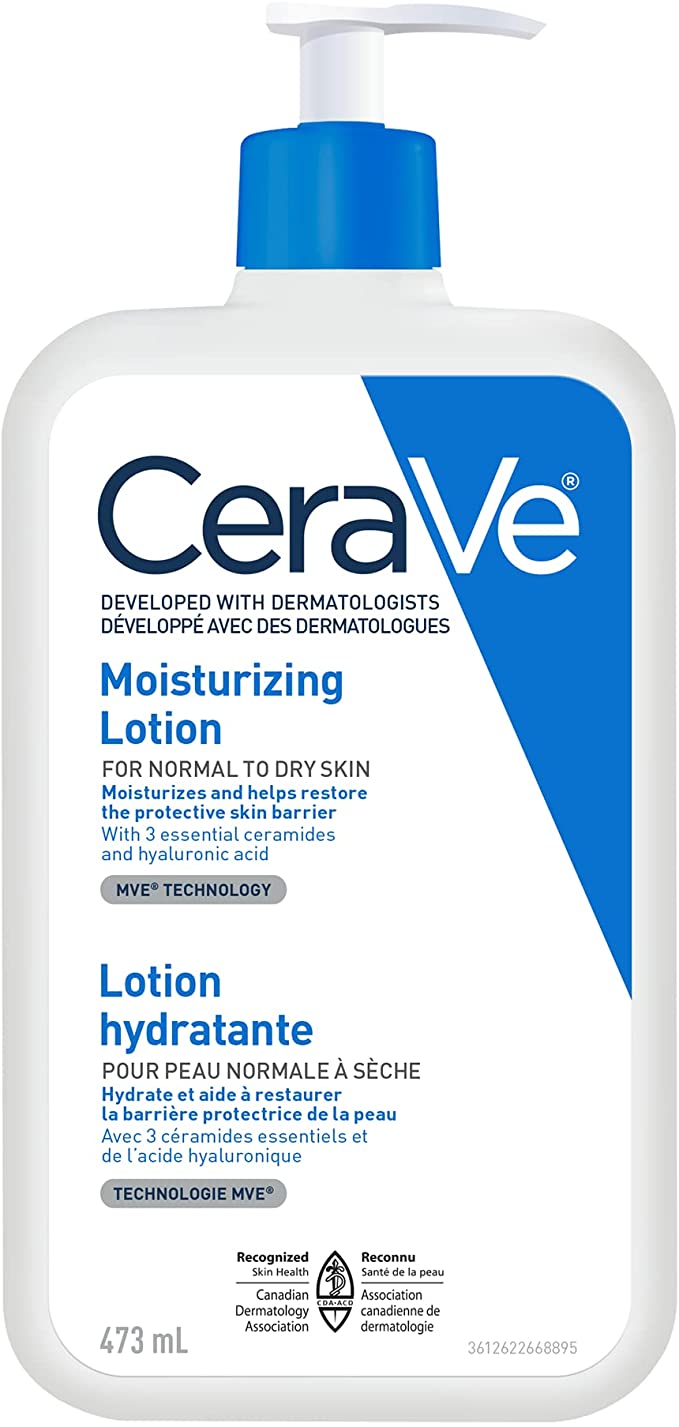 CeraVe®
DEVELOPED WITH DERMATOLOGISTS
DÉVELOPPÉ AVEC DES DERMATOLOGUES
Moisturizing
Lotion
FOR NORMAL TO DRY SKIN
Moisturizes and helps restore
the protective skin barrier
With 3 essential ceramides
and hyaluronic acid
MVE® TECHNOLOGY
Lotion
hydratante
POUR PEAU NORMALE À SÈCHE
Hydrate et aide à restaurer
la barrière protectrice de la peau
Avec 3 céramides essentiels et
de l'acide hyaluronique
TECHNOLOGIE MVE®
Recognized
Skin Health
Canadian
Dermatology
Association
CDA-ACD
Reconnu
Santé de la peau
Association
canadienne de
dermatologie
473 mL
3612622668895